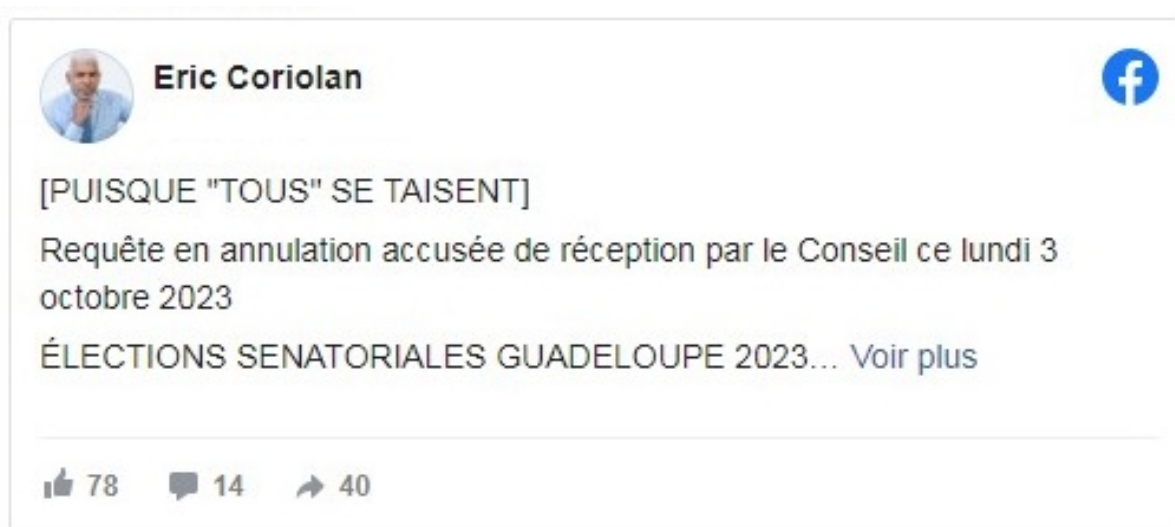 Eric Coriolan
[PUISQUE "TOUS" SE TAISENT]
Requête en annulation accusée de réception par le Conseil ce lundi 3
octobre 2023
ÉLECTIONS SENATORIALES GUADELOUPE 2023... Voir plus
78 14 40